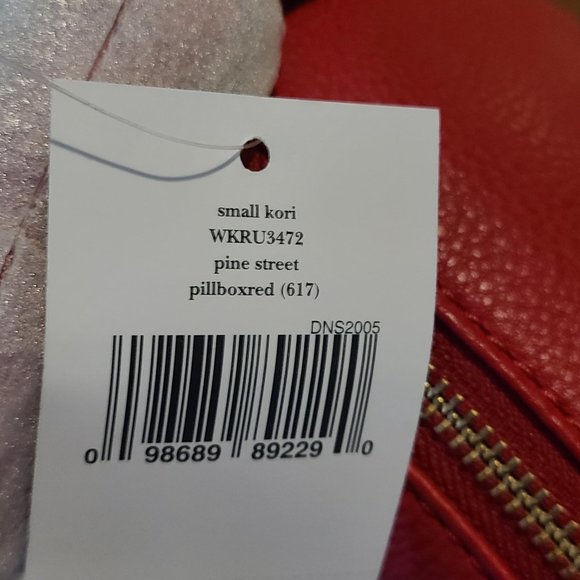 small kori
WKRU3472
pine street
pillboxred (617)
DNS2005
0 98689 89229 0